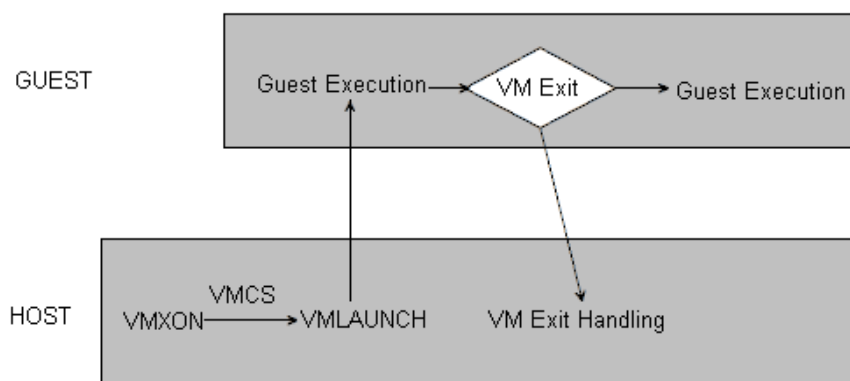 GUEST
Guest Execution
VM Exit
Guest Execution
HOST
VMXON
VMCS
VMLAUNCH
VM Exit Handling